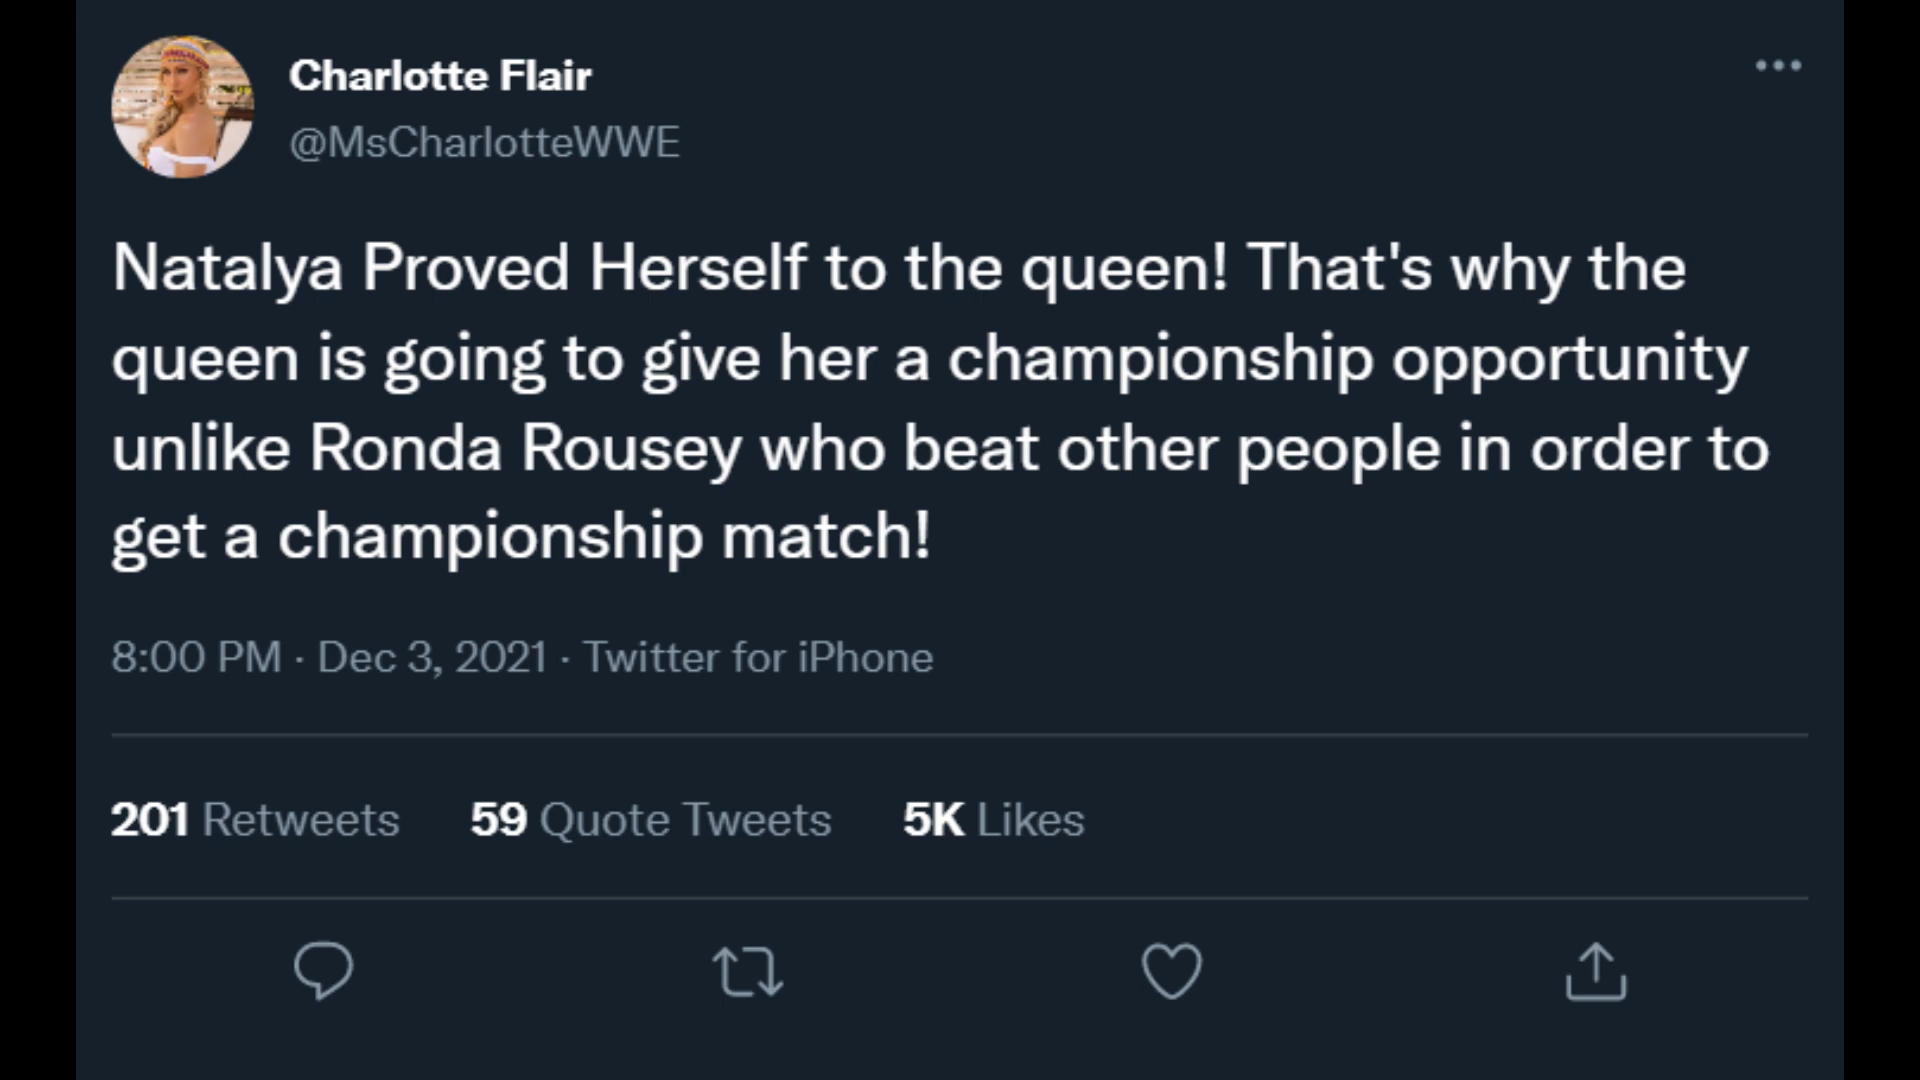 Charlotte Flair
@MsCharlotteWWE
Natalya Proved Herself to the queen! That's why the
queen is going to give her a championship opportunity
unlike Ronda Rousey who beat other people in order to
get a championship match!
8:00 PM · Dec 3, 2021 · Twitter for iPhone
201 Retweets 59 Quote Tweets 5K Likes